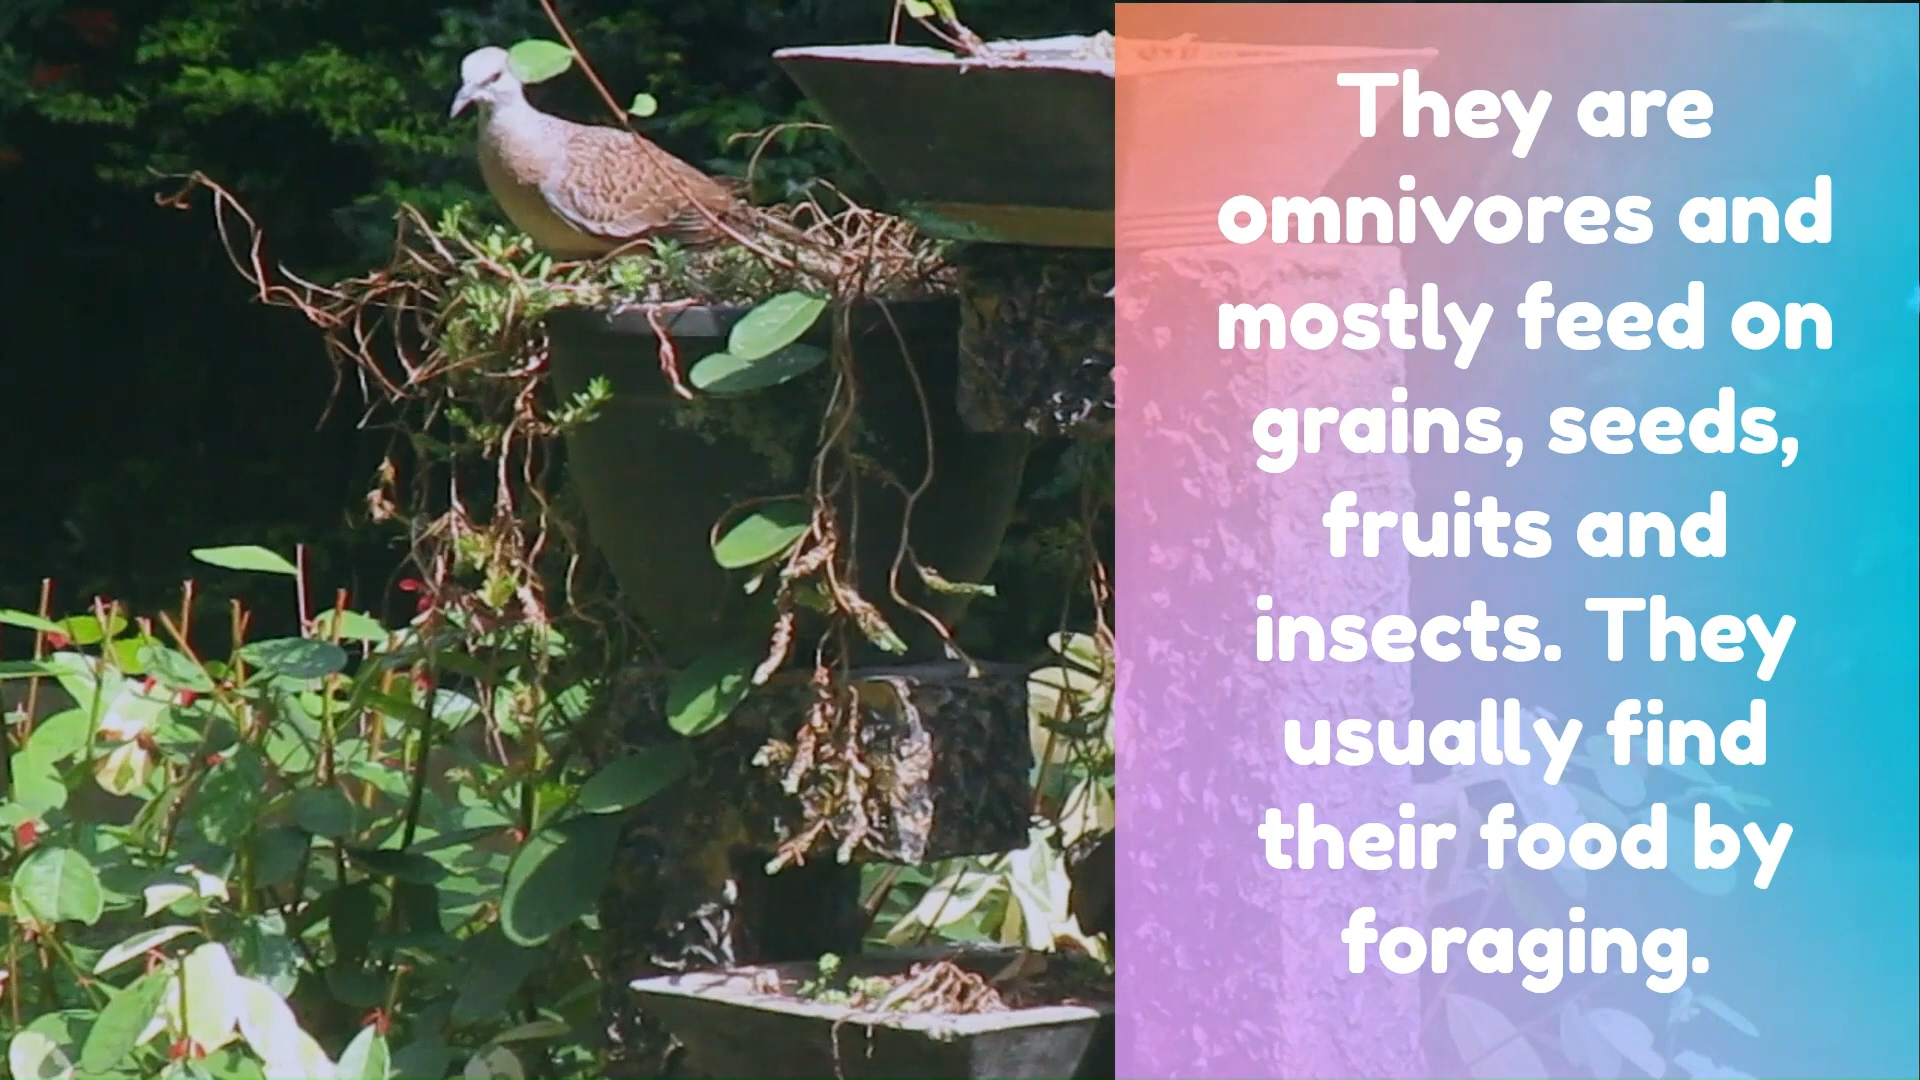 They are
omnivores and
mostly feed on
grains, seeds,
fruits and
insects. They
usually find
their food by
foraging.